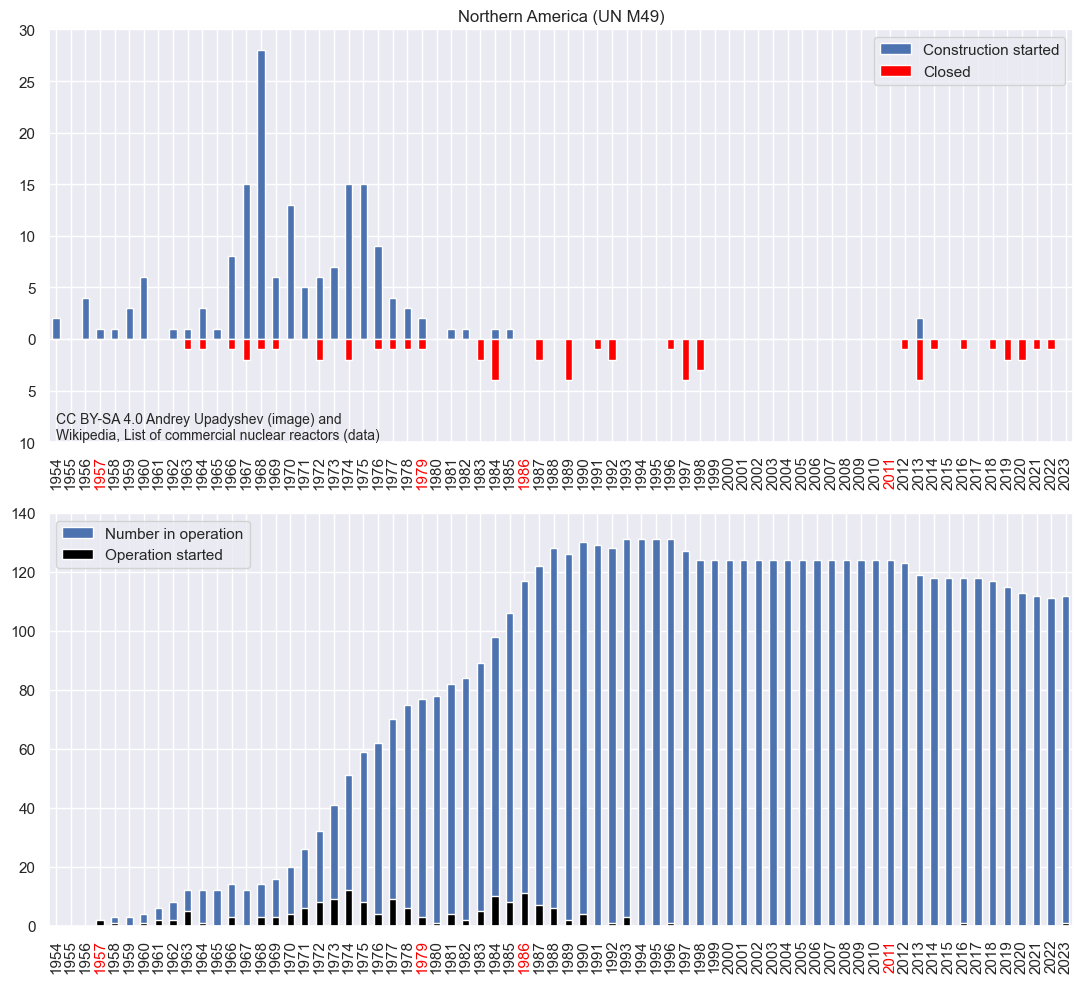 Northern America (UN M49)
30
25
20
15
10
5
0
5
10
Construction started
Closed
CC BY-SA 4.0 Andrey Upadyshev (image) and
Wikipedia, List of commercial nuclear reactors (data)
1954 1955 1956 1957 1958 1959 1960 1961 1962 1963 1964 1965 1966 1967 1968 1969 1970 1971 1972 1973 1974 1975 1976 1977 1978 1979 1980 1981 1982 1983 1984 1985 1986 1987 1988 1989 1990 1991 1992 1993 1994 1995 1996 1997 1998 1999 2000 2001 2002 2003 2004 2005 2006 2007 2008 2009 2010 2011 2012 2013 2014 2015 2016 2017 2018 2019 2020 2021 2022 2023
140
120
100
80
60
40
20
0
Number in operation
Operation started
1954 1955 1956 1957 1958 1959 1960 1961 1962 1963 1964 1965 1966 1967 1968 1969 1970 1971 1972 1973 1974 1975 1976 1977 1978 1979 1980 1981 1982 1983 1984 1985 1986 1987 1988 1989 1990 1991 1992 1993 1994 1995 1996 1997 1998 1999 2000 2001 2002 2003 2004 2005 2006 2007 2008 2009 2010 2011 2012 2013 2014 2015 2016 2017 2018 2019 2020 2021 2022 2023